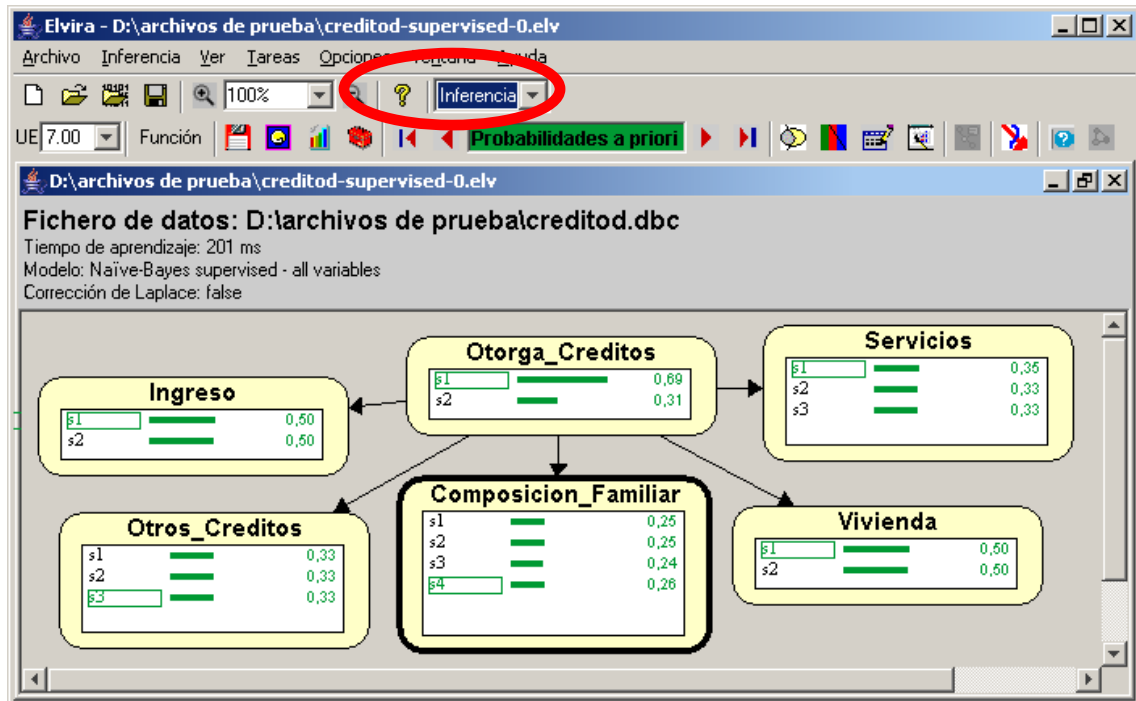 Elvira - D:\archivos de prueba\creditod-supervised-0.elv
Archivo Inferencia Ver Tareas Opciones Ventana Ayuda
100% Inferencia
UE 7.00 Función Probabilidades a priori
D:\archivos de prueba\creditod-supervised-0.elv
Fichero de datos: D:\archivos de prueba\creditod.dbc
Tiempo de aprendizaje: 201 ms
Modelo: Naïve-Bayes supervised - all variables
Corrección de Laplace: false
Otorga_Creditos
s1 0,69
s2 0,31
Servicios
s1 0,35
s2 0,33
s3 0,33
Ingreso
s1 0,50
s2 0,50
Otros_Creditos
s1 0,33
s2 0,33
s3 0,33
Composicion_Familiar
s1 0,25
s2 0,25
s3 0,24
s4 0,26
Vivienda
s1 0,50
s2 0,50